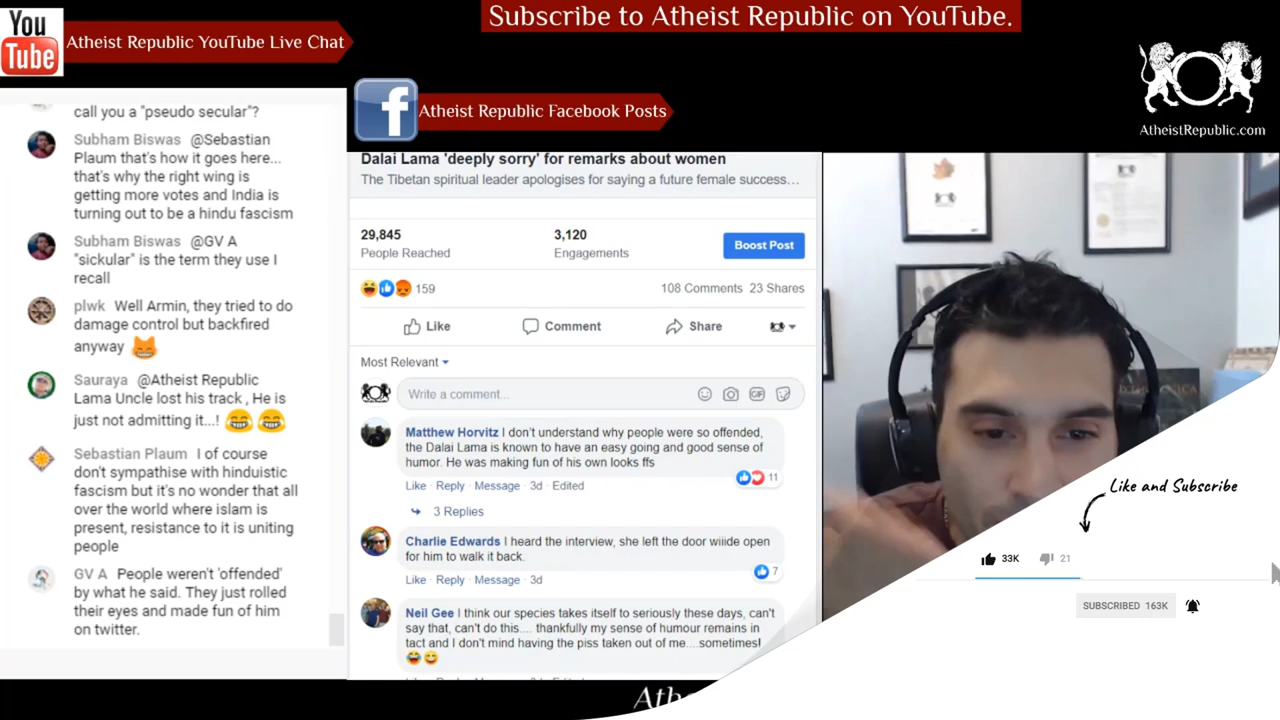 Subscribe to Atheist Republic on YouTube.
You
Tube
Atheist Republic YouTube Live Chat
AtheistRepublic.com
call you a "pseudo secular"?
Subham Biswas @Sebastian
Plaum that's how it goes here...
that's why the right wing is
getting more votes and India is
turning out to be a hindu fascism
Subham Biswas @GV A
"sickular" is the term they use I
recall
plwk Well Armin, they tried to do
damage control but backfired
anyway
Sauraya @Atheist Republic
Lama Uncle lost his track , He is
just not admitting it...!
Sebastian Plaum I of course
don't sympathise with hinduistic
fascism but it's no wonder that all
over the world where islam is
present, resistance to it is uniting
people
GV A People weren't 'offended'
by what he said. They just rolled
their eyes and made fun of him
on twitter.
f
Atheist Republic Facebook Posts
Dalai Lama 'deeply sorry' for remarks about women
The Tibetan spiritual leader apologises for saying a future female success...
29,845
People Reached
3,120
Engagements
Boost Post
159
108 Comments 23 Shares
Like
Comment
Share
Most Relevant
Write a comment...
GIF
Matthew Horvitz I don't understand why people were so offended,
the Dalai Lama is known to have an easy going and good sense of
humor. He was making fun of his own looks ffs
11
Like · Reply · Message · 3d · Edited
3 Replies
Charlie Edwards I heard the interview, she left the door wiiide open
for him to walk it back.
7
Like · Reply · Message · 3d
Neil Gee I think our species takes itself to seriously these days, can't
say that, can't do this.... thankfully my sense of humour remains in
tact and I don't mind having the piss taken out of me....sometimes!
Like and Subscribe
33K
21
SUBSCRIBED 163K